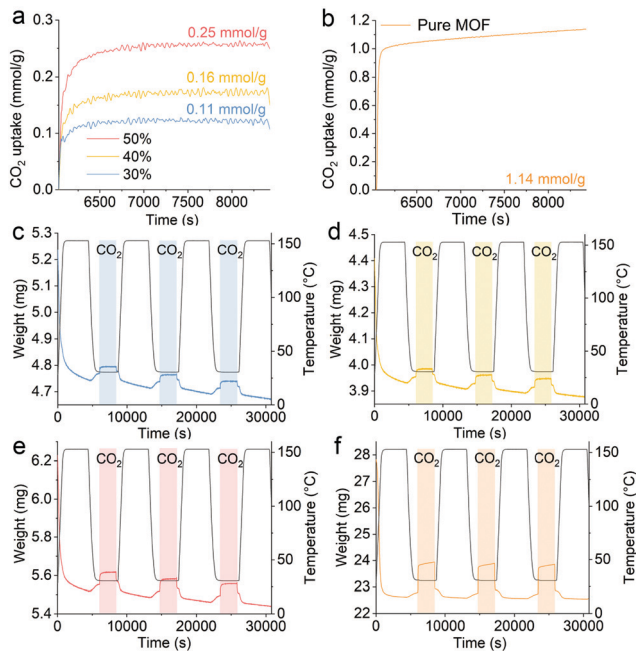 a
CO2 uptake (mmol/g)
0.3
0.2
0.1
0.0
0.25 mmol/g
0.16 mmol/g
0.11 mmol/g
50%
40%
30%
6500 7000 7500 8000
Time (s)
b
CO2 uptake (mmol/g)
1.2
1.0
0.8
0.6
0.4
0.2
0.0
Pure MOF
1.14 mmol/g
6500 7000 7500 8000
Time (s)
c
Weight (mg)
5.3
5.2
5.1
5.0
4.9
4.8
4.7
CO2 CO2 CO2
150
100
50
0
Temperature (°C)
0 10000 20000 30000
Time (s)
d
Weight (mg)
4.5
4.4
4.3
4.2
4.1
4.0
3.9
CO2 CO2 CO2
150
100
50
0
Temperature (°C)
0 10000 20000 30000
Time (s)
e
Weight (mg)
6.2
6.0
5.8
5.6
5.4
CO2 CO2 CO2
150
100
50
0
Temperature (°C)
0 10000 20000 30000
Time (s)
f
Weight (mg)
28
27
26
25
24
23
22
CO2 CO2 CO2
150
100
50
0
Temperature (°C)
0 10000 20000 30000
Time (s)